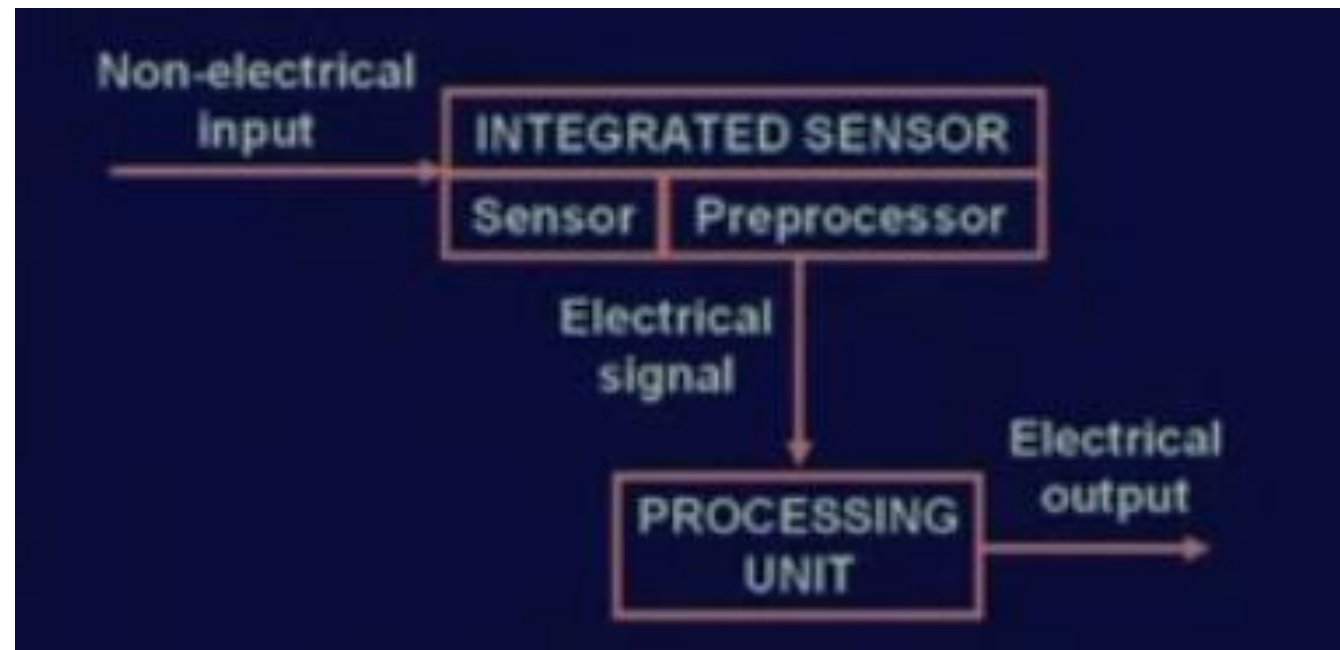 Non-electrical
input
INTEGRATED SENSOR
Sensor
Preprocessor
Electrical
signal
PROCESSING
UNIT
Electrical
output